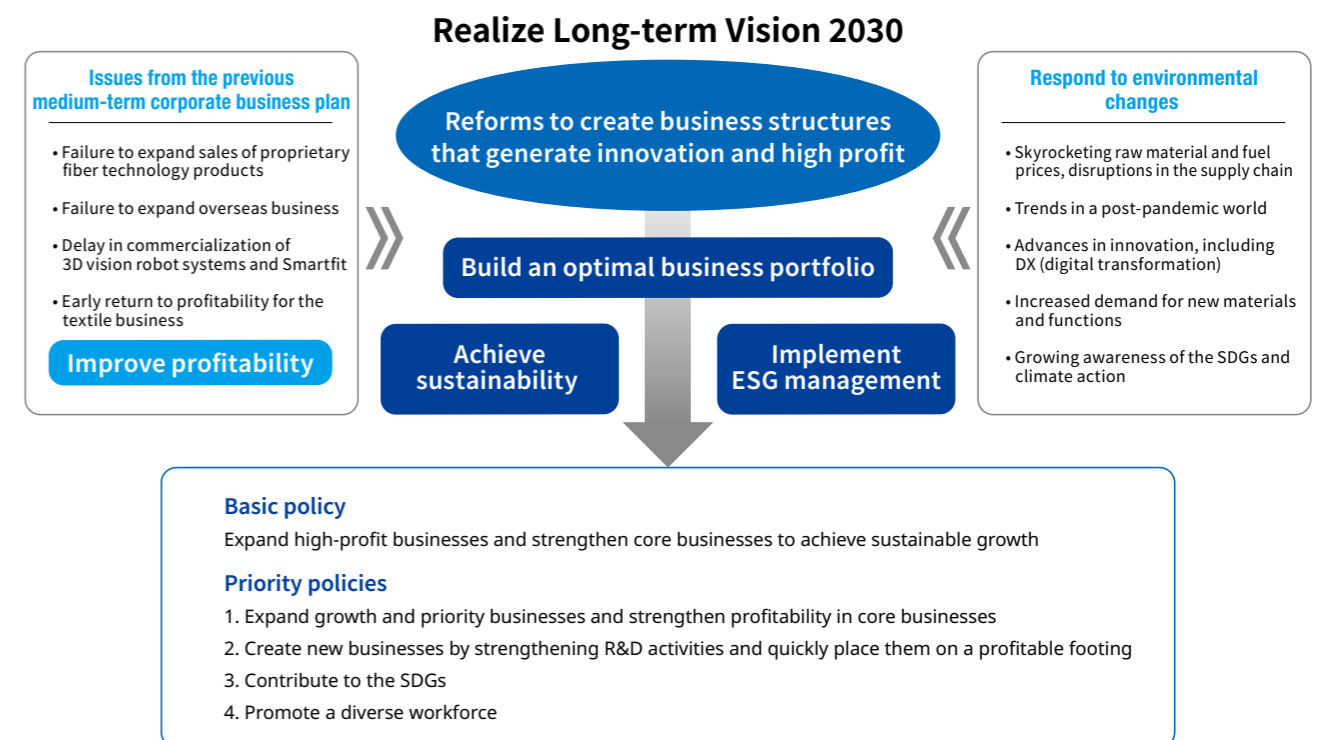 Realize Long-term Vision 2030
Issues from the previous
medium-term corporate business plan
• Failure to expand sales of proprietary
fiber technology products
• Failure to expand overseas business
• Delay in commercialization of
3D vision robot systems and Smartfit
• Early return to profitability for the
textile business
Improve profitability
Reforms to create business structures
that generate innovation and high profit
Build an optimal business portfolio
Achieve
sustainability
Implement
ESG management
Respond to environmental
changes
• Skyrocketing raw material and fuel
prices, disruptions in the supply chain
• Trends in a post-pandemic world
• Advances in innovation, including
DX (digital transformation)
• Increased demand for new materials
and functions
• Growing awareness of the SDGs and
climate action
Basic policy
Expand high-profit businesses and strengthen core businesses to achieve sustainable growth
Priority policies
1. Expand growth and priority businesses and strengthen profitability in core businesses
2. Create new businesses by strengthening R&D activities and quickly place them on a profitable footing
3. Contribute to the SDGs
4. Promote a diverse workforce